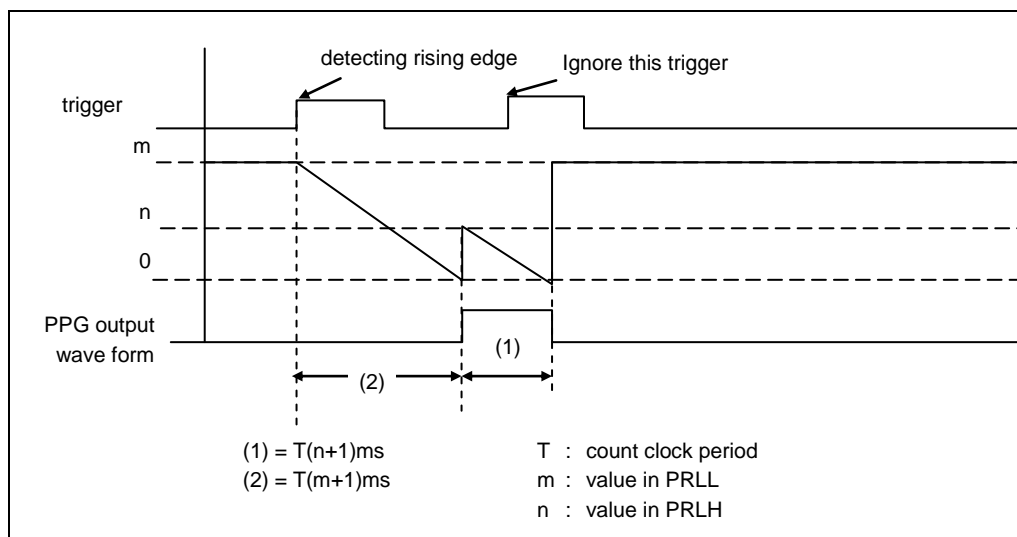 detecting rising edge
Ignore this trigger
trigger
m
n
0
PPG output
wave form
(1)
(2)
(1) = T(n+1)ms
(2) = T(m+1)ms
T : count clock period
m : value in PRLL
n : value in PRLH